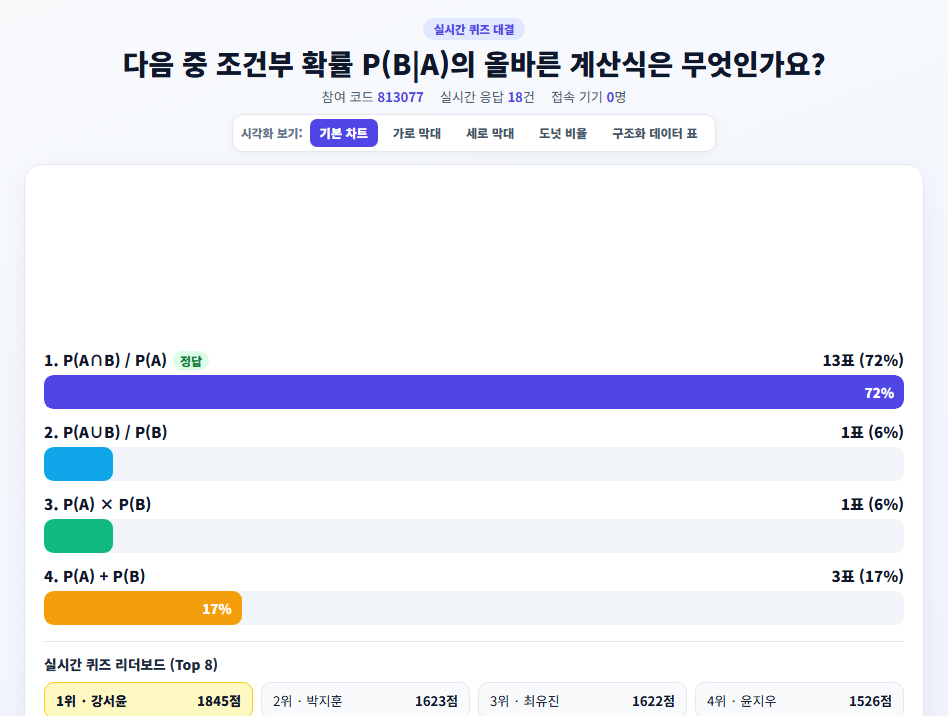 실시간 퀴즈 대결
다음 중 조건부 확률 P(B|A)의 올바른 계산식은 무엇인가요?
참여 코드 813077 실시간 응답 18건 접속 기기 0명
시각화 보기: 기본 차트 가로 막대 세로 막대 도넛 비율 구조화 데이터 표
1. P(A∩B) / P(A) 정답 13표 (72%)
72%
2. P(A∪B) / P(B) 1표 (6%)
3. P(A) × P(B) 1표 (6%)
4. P(A) + P(B) 3표 (17%)
17%
실시간 퀴즈 리더보드 (Top 8)
1위 · 강서윤 1845점 2위 · 박지훈 1623점 3위 · 최유진 1622점 4위 · 윤지우 1526점